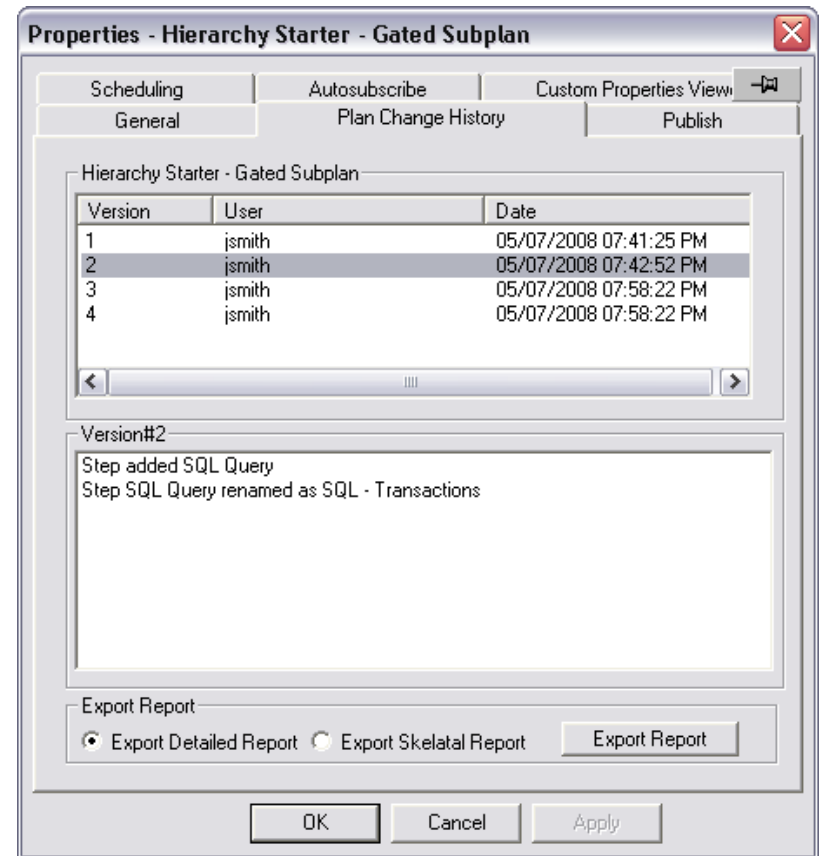 Properties - Hierarchy Starter - Gated Subplan
Scheduling Autosubscribe Custom Properties View
General Plan Change History Publish
Hierarchy Starter - Gated Subplan
Version User Date
1 jsmith 05/07/2008 07:41:25 PM
2 jsmith 05/07/2008 07:42:52 PM
3 jsmith 05/07/2008 07:58:22 PM
4 jsmith 05/07/2008 07:58:22 PM
Version#2
Step added SQL Query
Step SQL Query renamed as SQL - Transactions
Export Report
Export Detailed Report Export Skelatal Report Export Report
OK Cancel Apply